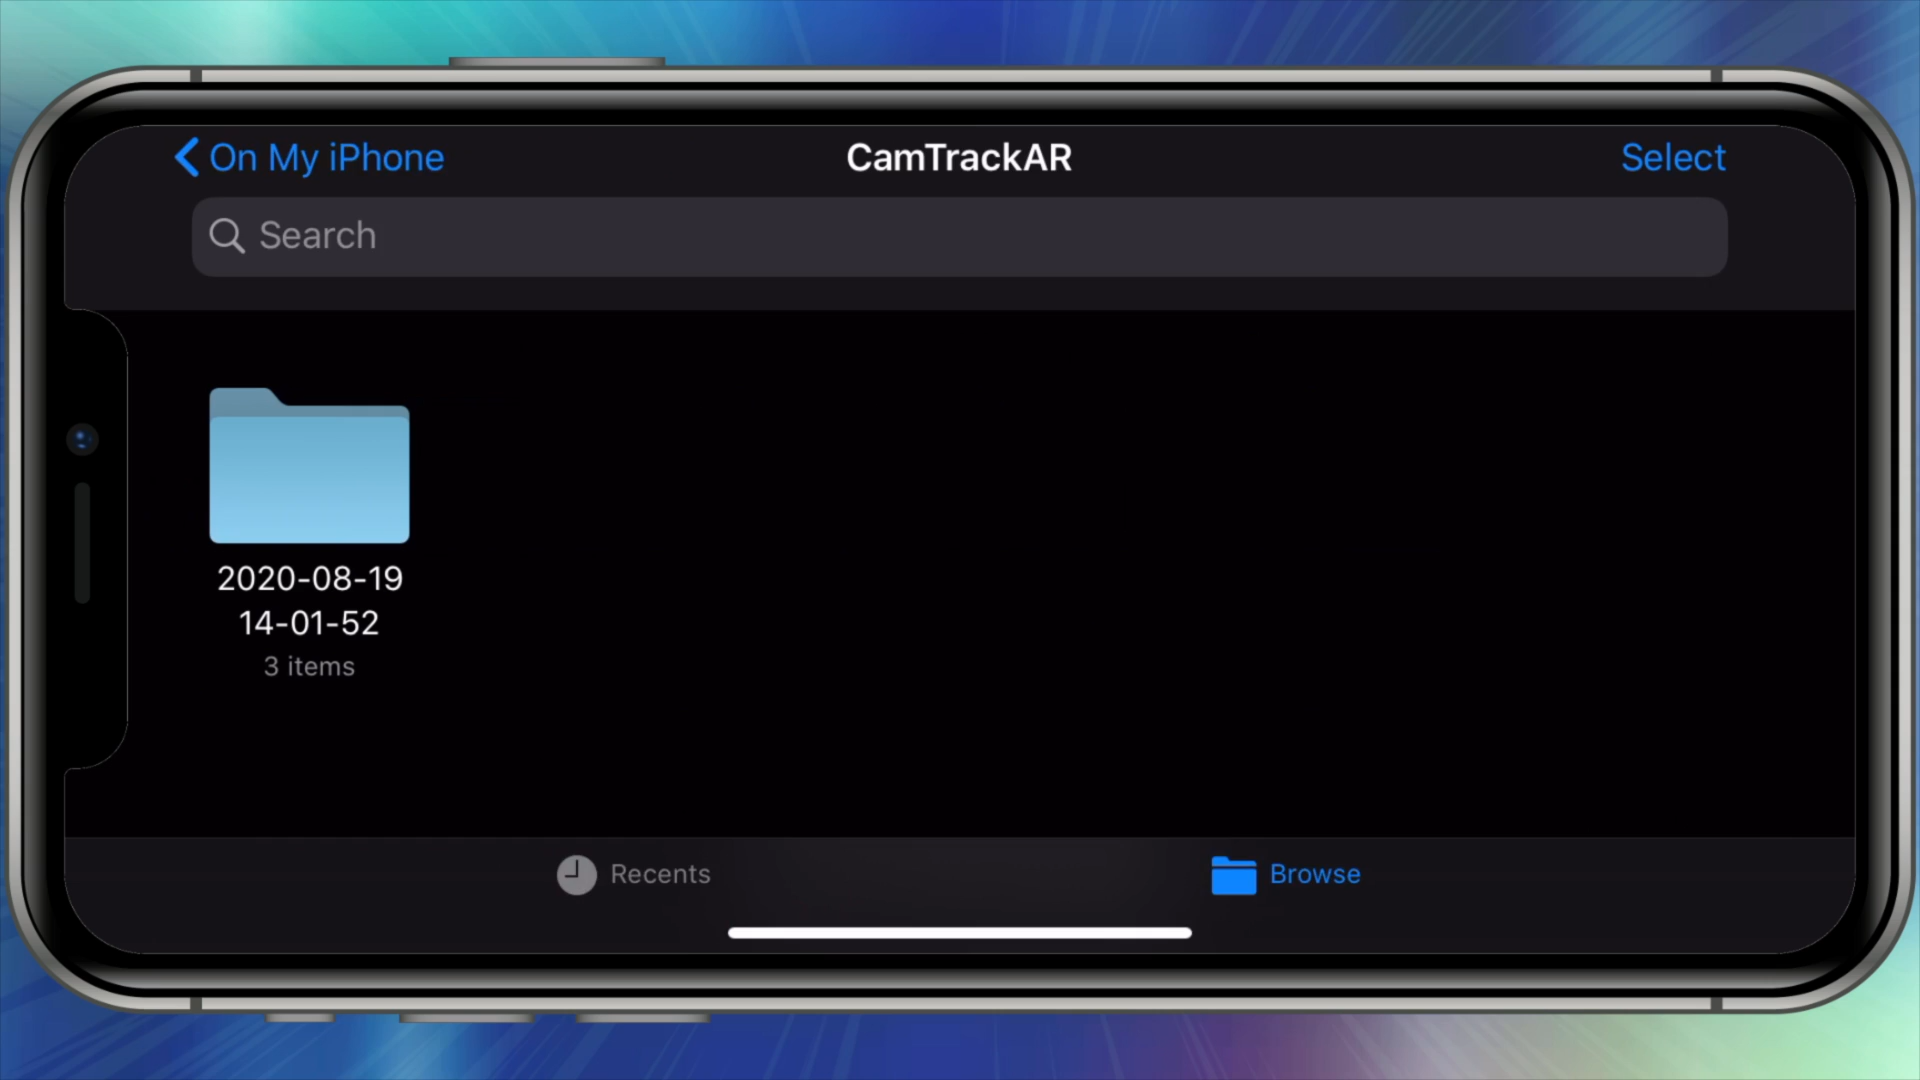 On My iPhone
CamTrackAR
Select
Search
2020-08-19
14-01-52
3 items
Recents
Browse